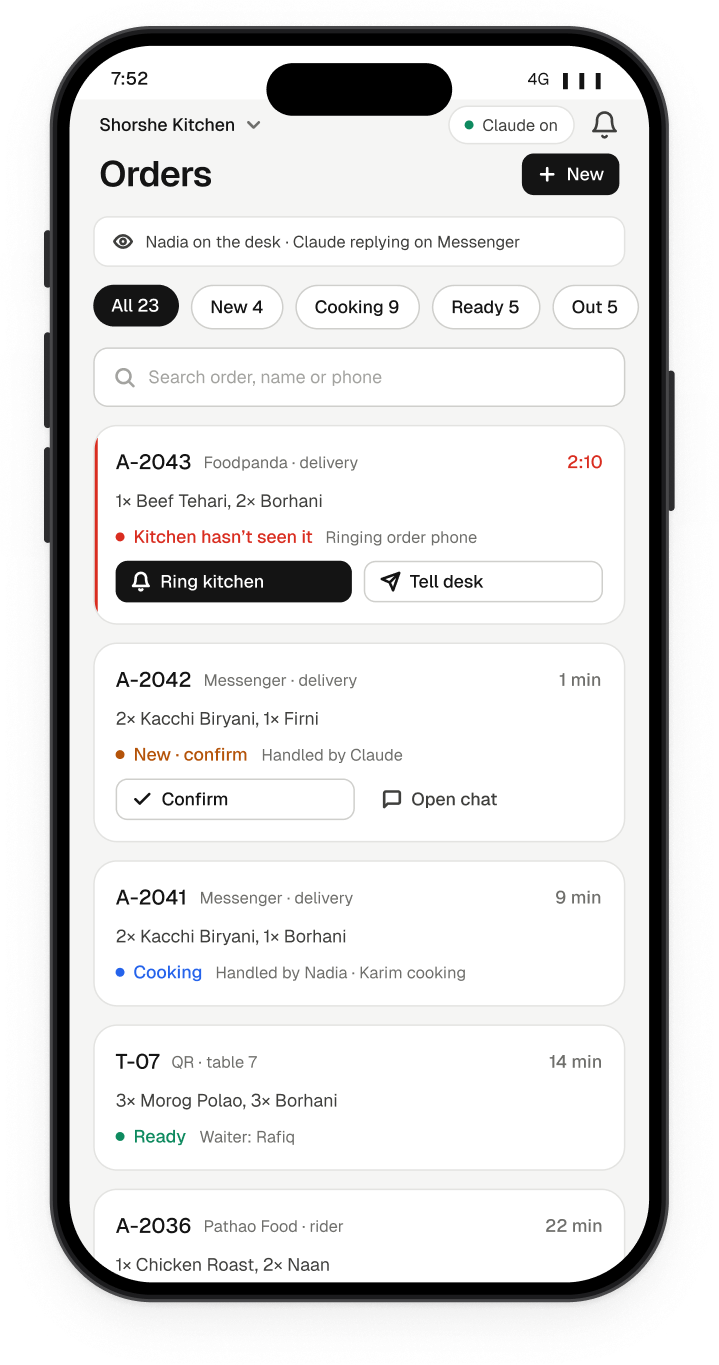 7:52
4G
Shorshe Kitchen
Claude on
Orders
New
Nadia on the desk · Claude replying on Messenger
All 23
New 4
Cooking 9
Ready 5
Out 5
Search order, name or phone
A-2043 Foodpanda · delivery 2:10
1× Beef Tehari, 2× Borhani
Kitchen hasn’t seen it Ringing order phone
Ring kitchen
Tell desk
A-2042 Messenger · delivery 1 min
2× Kacchi Biryani, 1× Firni
New · confirm Handled by Claude
Confirm
Open chat
A-2041 Messenger · delivery 9 min
2× Kacchi Biryani, 1× Borhani
Cooking Handled by Nadia · Karim cooking
T-07 QR · table 7 14 min
3× Morog Polao, 3× Borhani
Ready Waiter: Rafiq
A-2036 Pathao Food · rider 22 min
1× Chicken Roast, 2× Naan